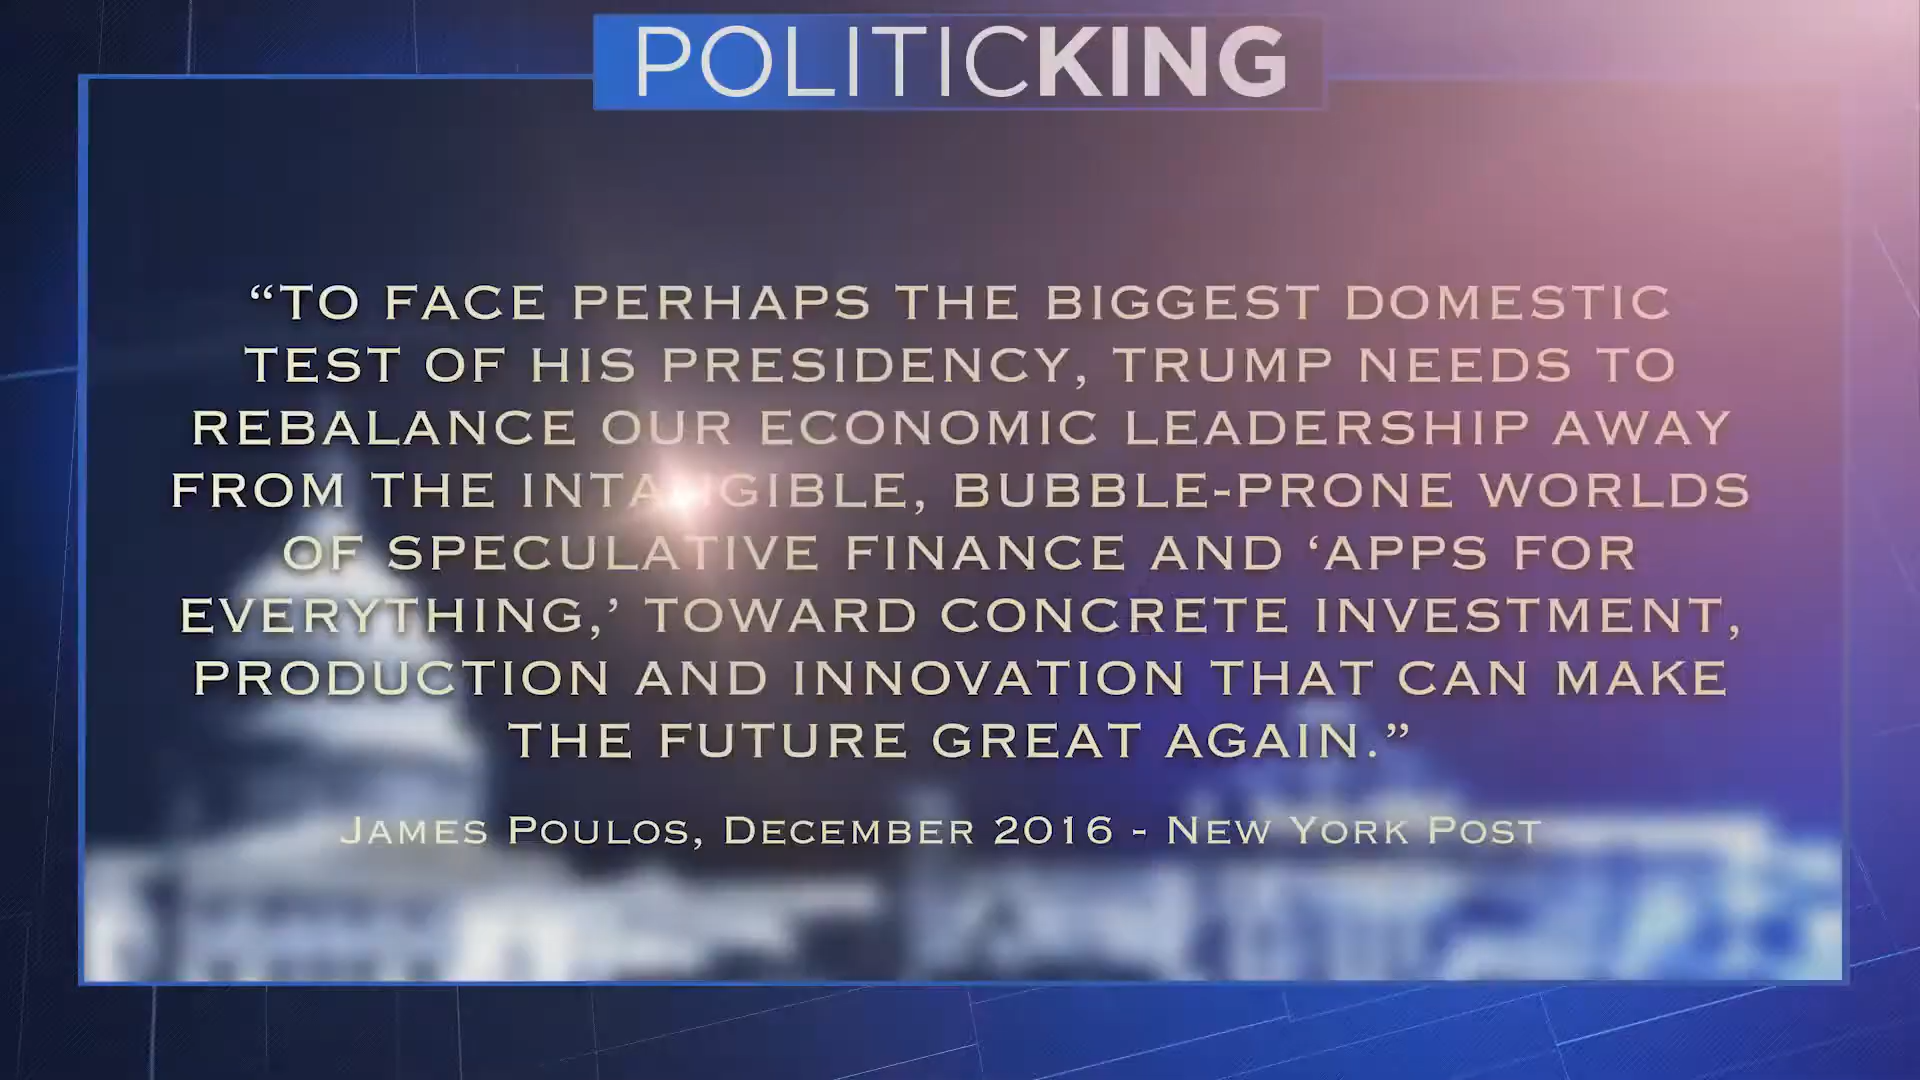 POLITICKING
“TO FACE PERHAPS THE BIGGEST DOMESTIC
TEST OF HIS PRESIDENCY, TRUMP NEEDS TO
REBALANCE OUR ECONOMIC LEADERSHIP AWAY
FROM THE INTANGIBLE, BUBBLE-PRONE WORLDS
OF SPECULATIVE FINANCE AND ‘APPS FOR
EVERYTHING,’ TOWARD CONCRETE INVESTMENT,
PRODUCTION AND INNOVATION THAT CAN MAKE
THE FUTURE GREAT AGAIN.”
JAMES POULOS, DECEMBER 2016 - NEW YORK POST